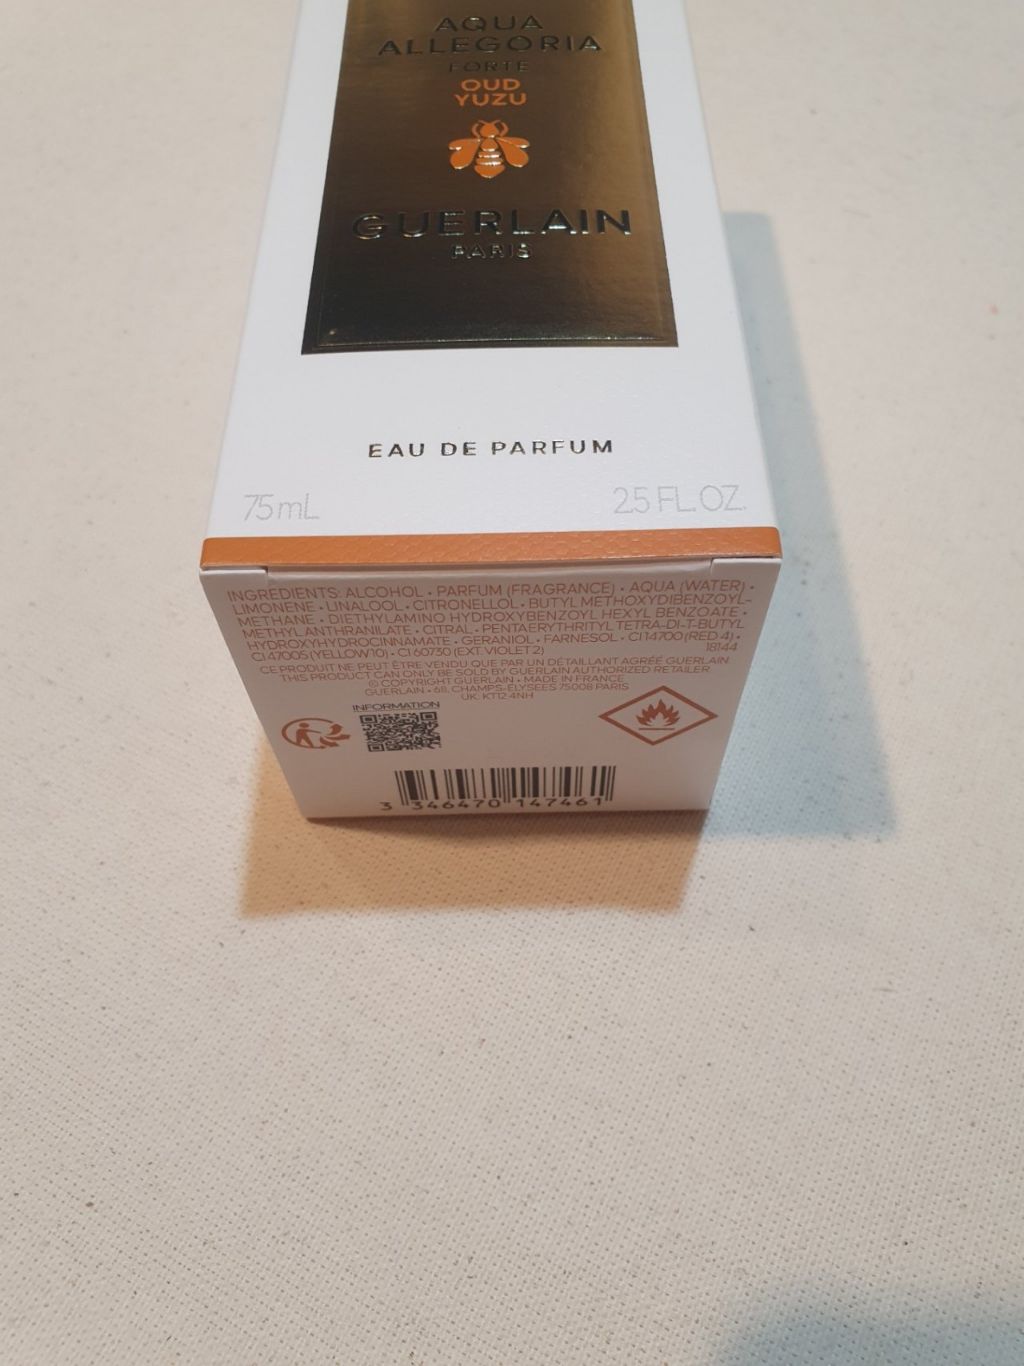 AQUA
ALLEGORIA
FORTE
OUD
YUZU
GUERLAIN
PARIS
EAU DE PARFUM
75 mL 2.5 FL.OZ.
INGREDIENTS: ALCOHOL • PARFUM (FRAGRANCE) • AQUA (WATER) •
LIMONENE • LINALOOL • CITRONELLOL • BUTYL METHOXYDIBENZOYL-
METHANE • DIETHYLAMINO HYDROXYBENZOYL HEXYL BENZOATE •
METHYL ANTHRANILATE • CITRAL • PENTAERYTHRITYL TETRA-DI-T-BUTYL
HYDROXYHYDROCINNAMATE • GERANIOL • FARNESOL • CI 14700 (RED 4) •
CI 47005 (YELLOW 10) • CI 60730 (EXT. VIOLET 2) 18144
CE PRODUIT NE PEUT ÊTRE VENDU QUE PAR UN DÉTAILLANT AGRÉÉ GUERLAIN
THIS PRODUCT CAN ONLY BE SOLD BY GUERLAIN AUTHORIZED RETAILER.
© COPYRIGHT GUERLAIN • MADE IN FRANCE
GUERLAIN • 68, CHAMPS-ELYSEES 75008 PARIS
UK: KT12 4NH
INFORMATION
3 346470 147461